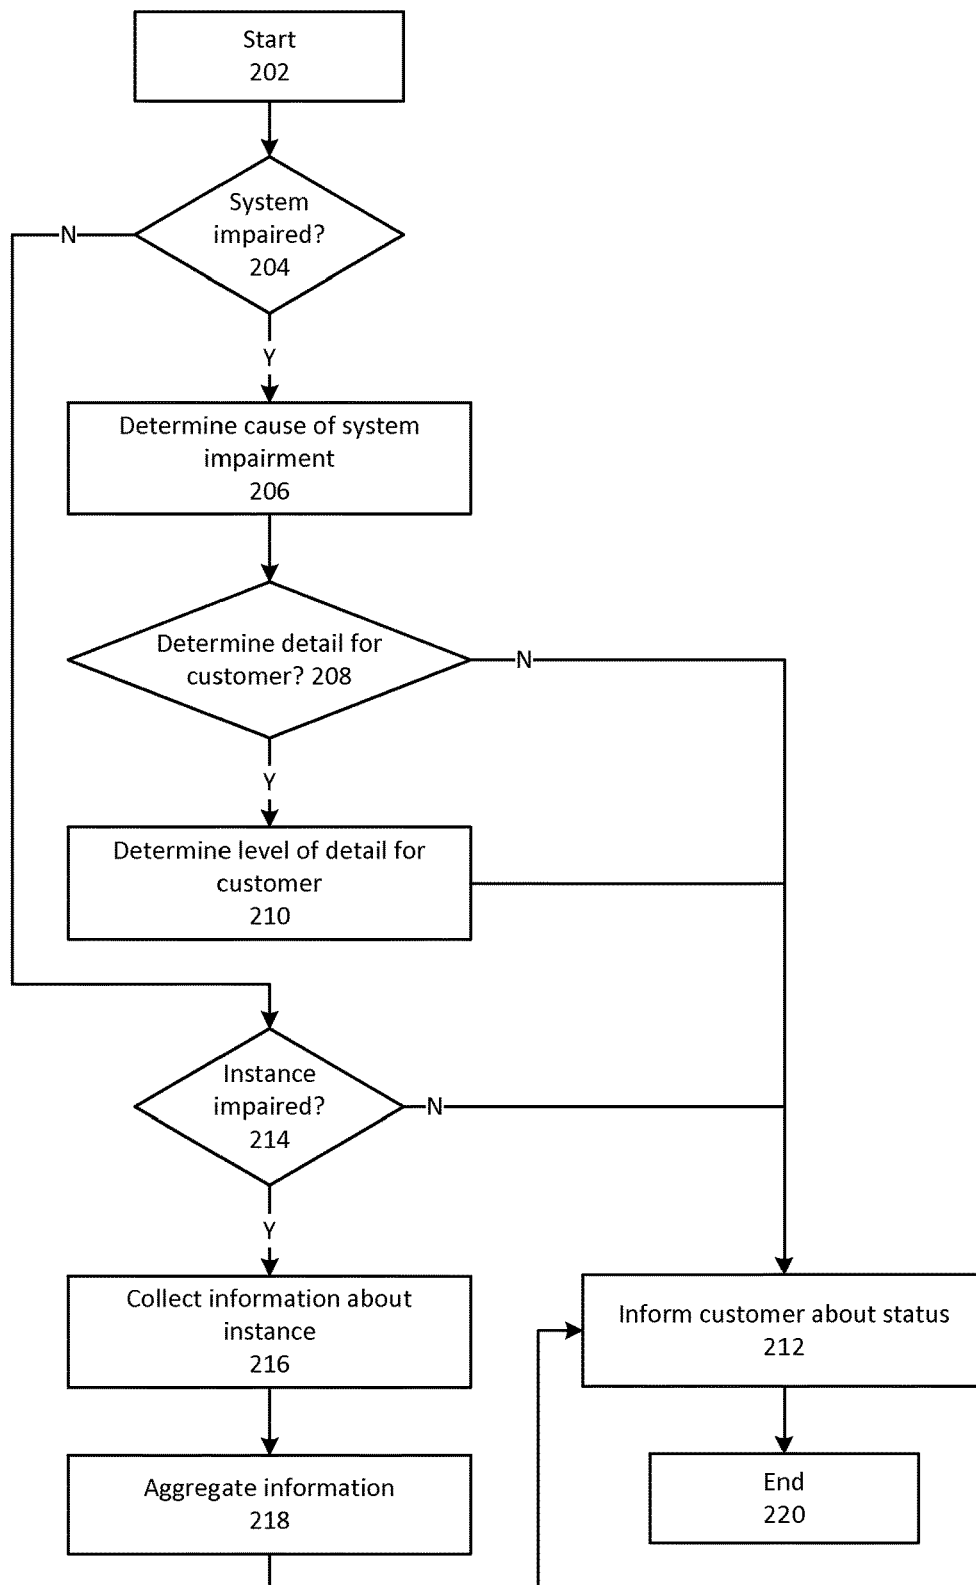 Start
202
System
impaired?
204
N
Y
Determine cause of system
impairment
206
Determine detail for
customer? 208
N
Y
Determine level of detail for
customer
210
Instance
impaired?
214
N
Y
Collect information about
instance
216
Inform customer about status
212
Aggregate information
218
End
220